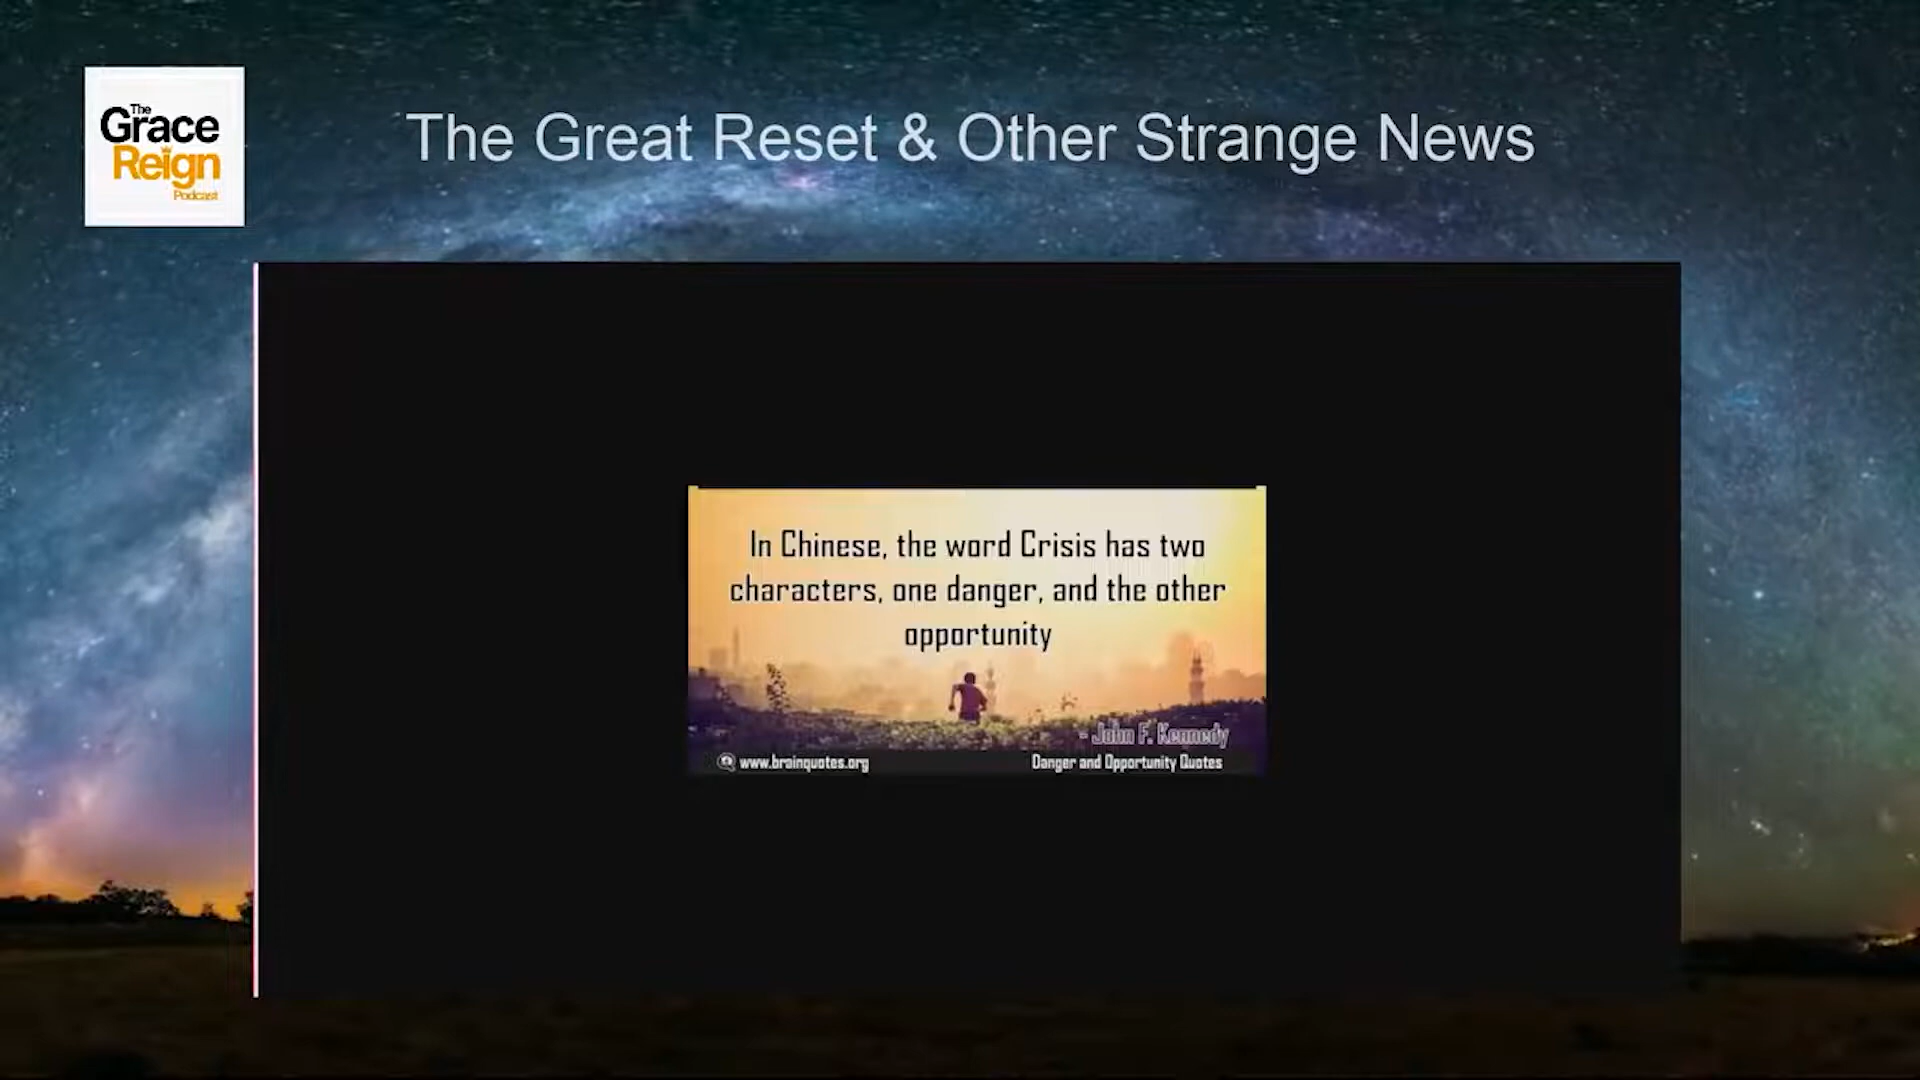 The
Grace
Reign
Podcast
The Great Reset & Other Strange News
In Chinese, the word Crisis has two
characters, one danger, and the other
opportunity
- John F. Kennedy
www.brainquotes.org
Danger and Opportunity Quotes